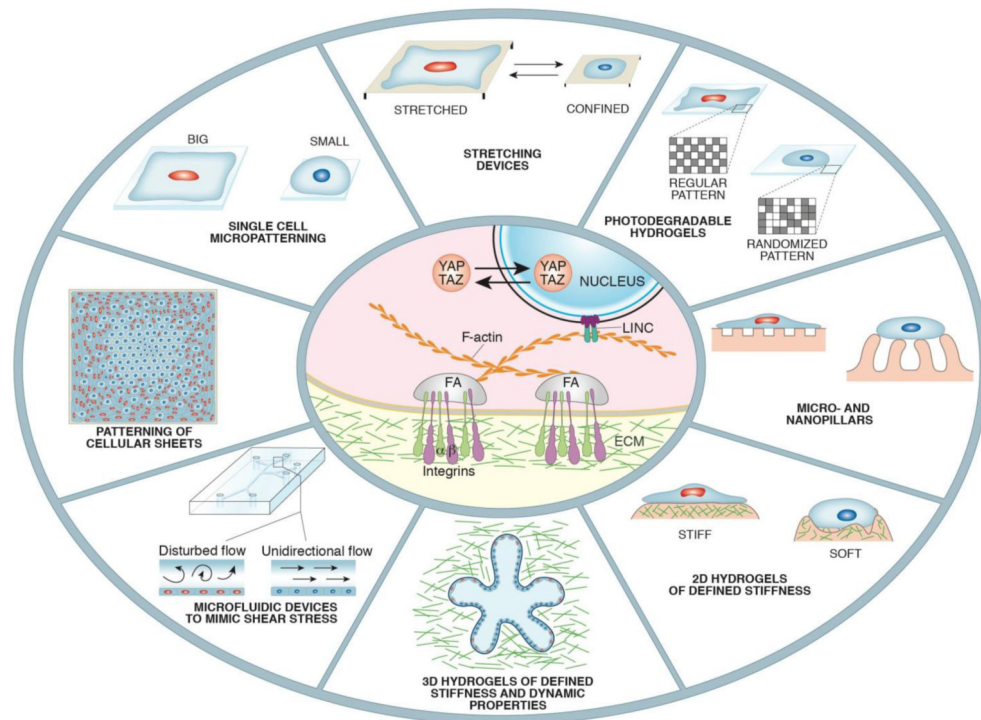 STRETCHED
CONFINED
STRETCHING
DEVICES
BIG
SMALL
SINGLE CELL
MICROPATTERNING
REGULAR
PATTERN
PHOTODEGRADABLE
HYDROGELS
RANDOMIZED
PATTERN
YAP
TAZ
YAP
TAZ
NUCLEUS
LINC
F-actin
FA
FA
ECM
α β
Integrins
PATTERNING OF
CELLULAR SHEETS
MICRO- AND
NANOPILLARS
Disturbed flow
Unidirectional flow
MICROFLUIDIC DEVICES
TO MIMIC SHEAR STRESS
STIFF
SOFT
2D HYDROGELS
OF DEFINED STIFFNESS
3D HYDROGELS OF DEFINED
STIFFNESS AND DYNAMIC
PROPERTIES